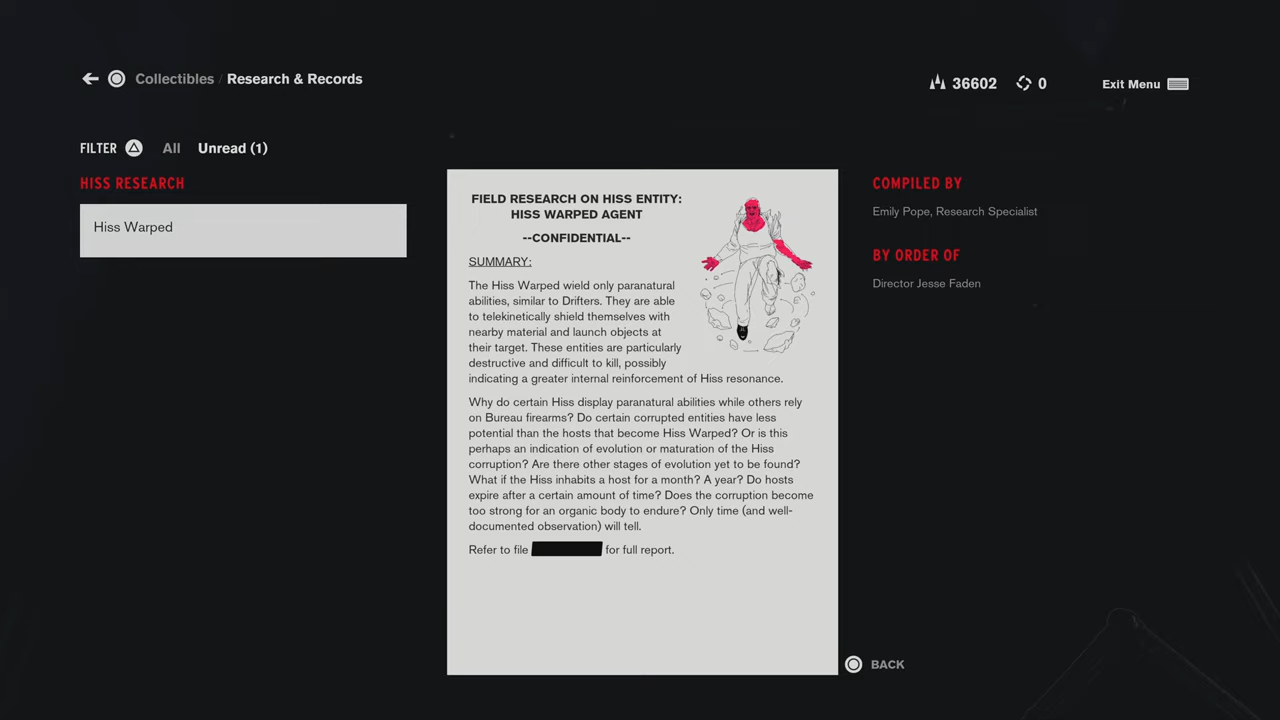 Collectibles / Research & Records
36602 0 Exit Menu
FILTER All Unread (1)
HISS RESEARCH
Hiss Warped
FIELD RESEARCH ON HISS ENTITY:
HISS WARPED AGENT
--CONFIDENTIAL--
SUMMARY:
The Hiss Warped wield only paranatural
abilities, similar to Drifters. They are able
to telekinetically shield themselves with
nearby material and launch objects at
their target. These entities are particularly
destructive and difficult to kill, possibly
indicating a greater internal reinforcement of Hiss resonance.
Why do certain Hiss display paranatural abilities while others rely
on Bureau firearms? Do certain corrupted entities have less
potential than the hosts that become Hiss Warped? Or is this
perhaps an indication of evolution or maturation of the Hiss
corruption? Are there other stages of evolution yet to be found?
What if the Hiss inhabits a host for a month? A year? Do hosts
expire after a certain amount of time? Does the corruption become
too strong for an organic body to endure? Only time (and well-
documented observation) will tell.
Refer to file for full report.
COMPILED BY
Emily Pope, Research Specialist
BY ORDER OF
Director Jesse Faden
BACK